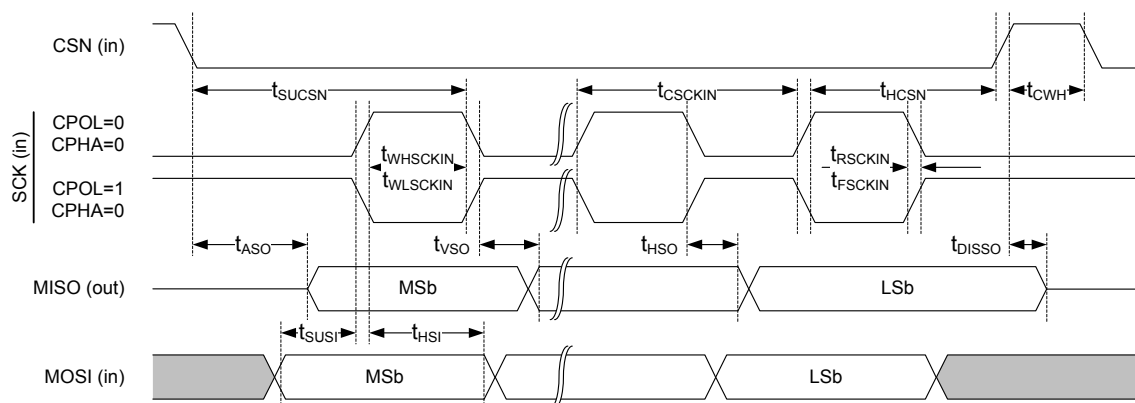 CSN (in)
tSUCSN
tCSCKIN
tHCSN
tCWH
SCK (in)
CPOL=0
CPHA=0
tWHSCKIN
tWLSCKIN
tRSCKIN
tFSCKIN
CPOL=1
CPHA=0
tASO
tVSO
tHSO
tDISSO
MISO (out)
MSb
LSb
tSUSI
tHSI
MOSI (in)
MSb
LSb